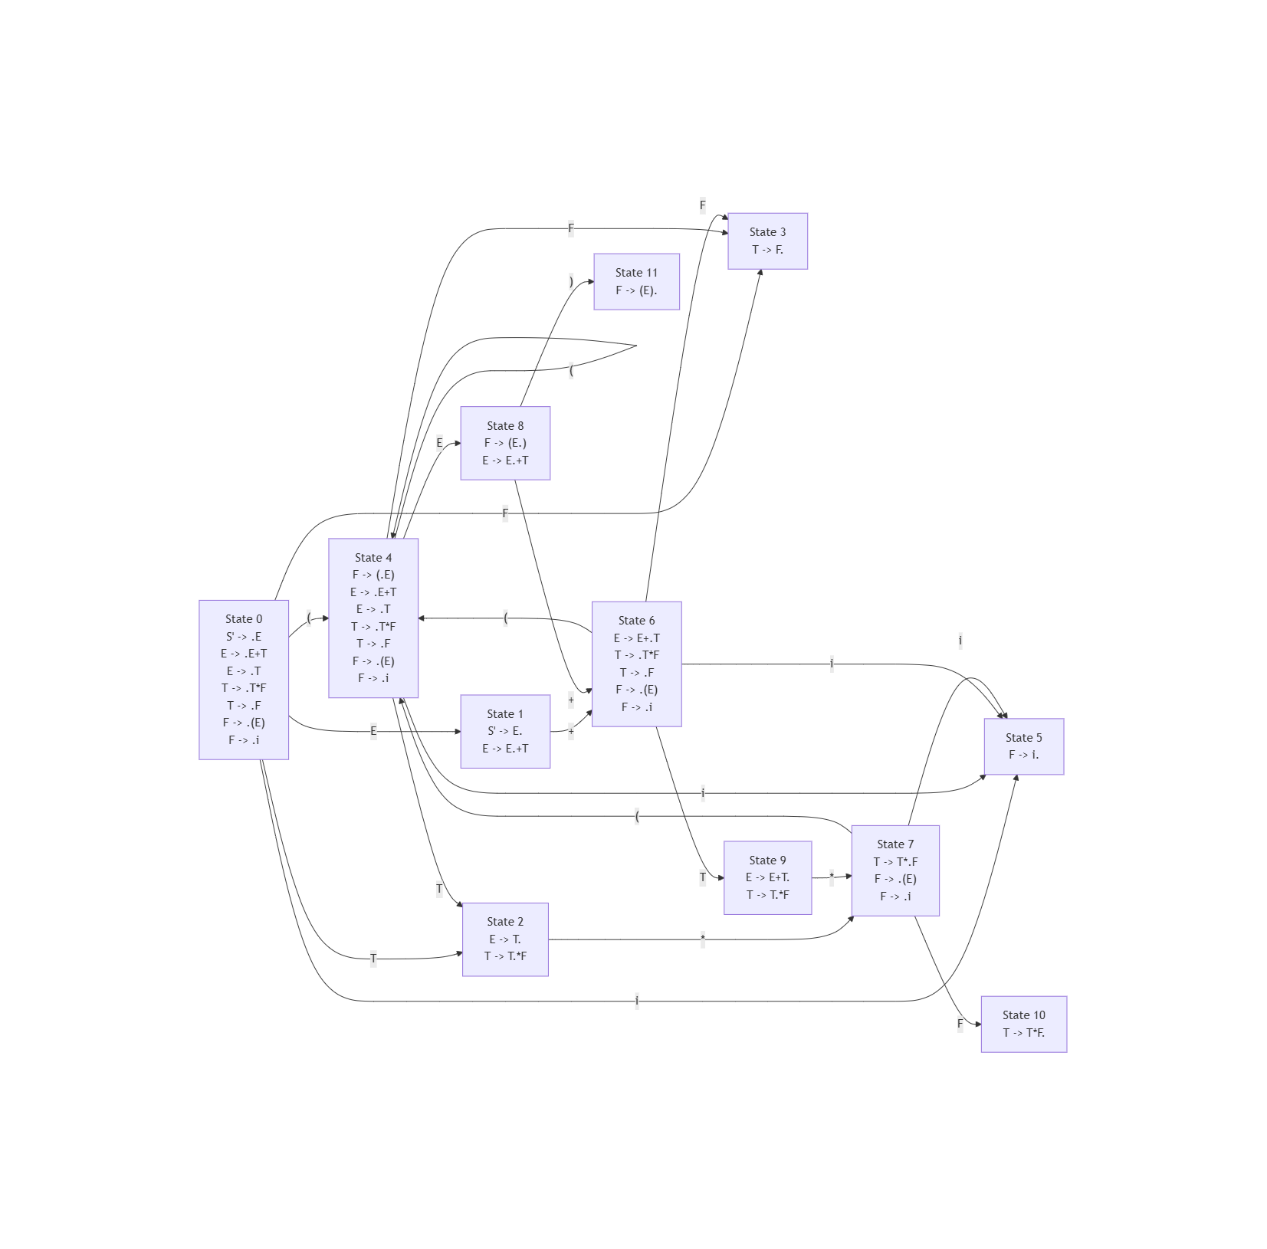 F
State 3
T -> F.
F
State 11
F -> (E).
)
(
State 8
F -> (E.)
E -> E.+T
E
F
State 4
F -> (.E)
E -> .E+T
E -> .T
T -> .T*F
T -> .F
F -> .(E)
F -> .i
State 0
S' -> .E
E -> .E+T
E -> .T
T -> .T*F
T -> .F
F -> .(E)
F -> .i
(
(
State 6
E -> E+.T
T -> .T*F
T -> .F
F -> .(E)
F -> .i
i
i
+
State 1
S' -> E.
E -> E.+T
E
+
State 5
F -> i.
i
(
State 7
T -> T*.F
F -> .(E)
F -> .i
State 9
E -> E+T.
T -> T.*F
T
*
T
State 2
E -> T.
T -> T.*F
*
T
i
State 10
T -> T*F.
F